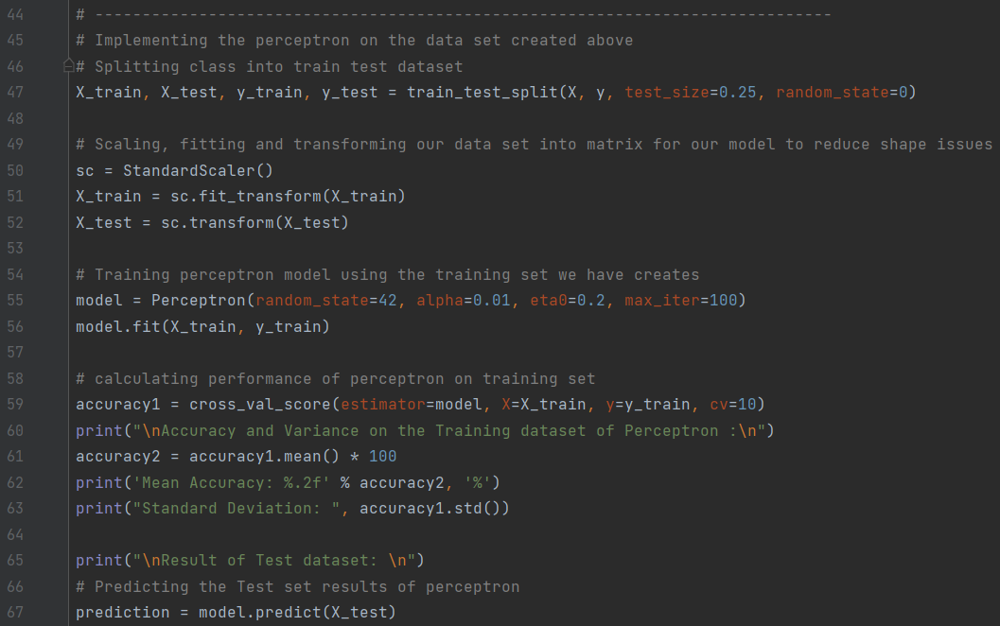 44 # ------------------------------------------------------------------------------
45 # Implementing the perceptron on the data set created above
46 # Splitting class into train test dataset
47 X_train, X_test, y_train, y_test = train_test_split(X, y, test_size=0.25, random_state=0)
48
49 # Scaling, fitting and transforming our data set into matrix for our model to reduce shape issues
50 sc = StandardScaler()
51 X_train = sc.fit_transform(X_train)
52 X_test = sc.transform(X_test)
53
54 # Training perceptron model using the training set we have creates
55 model = Perceptron(random_state=42, alpha=0.01, eta0=0.2, max_iter=100)
56 model.fit(X_train, y_train)
57
58 # calculating performance of perceptron on training set
59 accuracy1 = cross_val_score(estimator=model, X=X_train, y=y_train, cv=10)
60 print("\nAccuracy and Variance on the Training dataset of Perceptron :\n")
61 accuracy2 = accuracy1.mean() * 100
62 print('Mean Accuracy: %.2f' % accuracy2, '%')
63 print("Standard Deviation: ", accuracy1.std())
64
65 print("\nResult of Test dataset: \n")
66 # Predicting the Test set results of perceptron
67 prediction = model.predict(X_test)